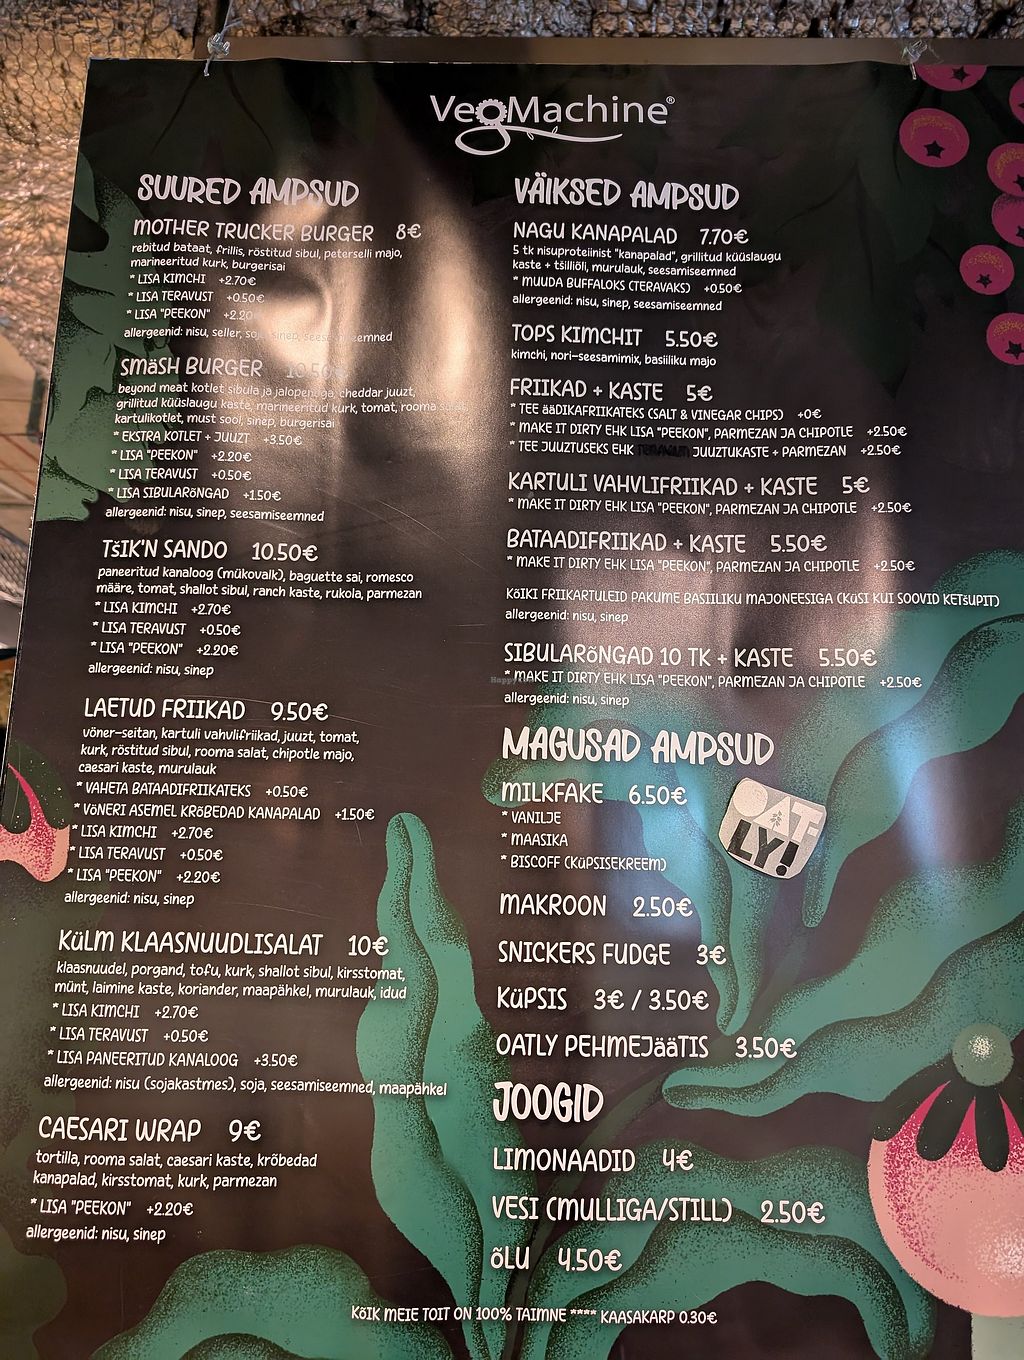 VegMachine®
SUURED AMPSUD
MOTHER TRUCKER BURGER 8€
rebitud bataat, frillis, röstitud sibul, peterselli majo,
marineeritud kurk, burgerisai
* LISA KIMCHI +2.70€
* LISA TERAVUST +0.50€
* LISA "PEEKON" +2.20
allergeenid: nisu, seller, soja, sinep, seesamiseemned
SMäSH BURGER 10.50€
beyond meat kotlet sibula ja jalopenoga, cheddar juuzt,
grillitud küüslaugu kaste, marineeritud kurk, tomat, rooma salat,
kartulikotlet, must sool, sinep, burgerisai
* EKSTRA KOTLET + JUUZT +3.50€
* LISA "PEEKON" +2.20€
* LISA TERAVUST +0.50€
* LISA SIBULARõNGAD +1.50€
allergeenid: nisu, sinep, seesamiseemned
TšIK'N SANDO 10.50€
paneeritud kanaloog (mükovalk), baguette sai, romesco
määre, tomat, shallot sibul, ranch kaste, rukola, parmezan
* LISA KIMCHI +2.70€
* LISA TERAVUST +0.50€
* LISA "PEEKON" +2.20€
allergeenid: nisu, sinep
LAETUD FRIIKAD 9.50€
vöner-seitan, kartuli vahvlifriikad, juuzt, tomat,
kurk, röstitud sibul, rooma salat, chipotle majo,
caesari kaste, murulauk
* VAHETA BATAADIFRIIKATEKS +0.50€
* VöNERI ASEMEL KRõBEDAD KANAPALAD +1.50€
* LISA KIMCHI +2.70€
* LISA TERAVUST +0.50€
* LISA "PEEKON" +2.20€
allergeenid: nisu, sinep
KüLM KLAASNUUDLISALAT 10€
klaasnuudel, porgand, tofu, kurk, shallot sibul, kirsstomat,
münt, laimine kaste, koriander, maapähkel, murulauk, idud
* LISA KIMCHI +2.70€
* LISA TERAVUST +0.50€
* LISA PANEERITUD KANALOOG +3.50€
allergeenid: nisu (sojakastmes), soja, seesamiseemned, maapähkel
CAESARI WRAP 9€
tortilla, rooma salat, caesari kaste, krõbedad
kanapalad, kirsstomat, kurk, parmezan
* LISA "PEEKON" +2.20€
allergeenid: nisu, sinep
VÄIKSED AMPSUD
NAGU KANAPALAD 7.70€
5 tk nisuproteiinist "kanapalad", grillitud küüslaugu
kaste + tšilliõli, murulauk, seesamiseemned
* MUUDA BUFFALOKS (TERAVAKS) +0.50€
allergeenid: nisu, sinep, seesamiseemned
TOPS KIMCHIT 5.50€
kimchi, nori-seesamimix, basiiliku majo
FRIIKAD + KASTE 5€
* TEE ääDIKAFRIIKATEKS (SALT & VINEGAR CHIPS) +0€
* MAKE IT DIRTY EHK LISA "PEEKON", PARMEZAN JA CHIPOTLE +2.50€
* TEE JUUZTUSEKS EHK JUUZTUKASTE + PARMEZAN +2.50€
KARTULI VAHVLIFRIIKAD + KASTE 5€
* MAKE IT DIRTY EHK LISA "PEEKON", PARMEZAN JA CHIPOTLE +2.50€
BATAADIFRIIKAD + KASTE 5.50€
* MAKE IT DIRTY EHK LISA "PEEKON", PARMEZAN JA CHIPOTLE +2.50€
KõIKI FRIIKARTULEID PAKUME BASIILIKU MAJONEESIGA (KüSI KUI SOOVID KETšUPIT)
allergeenid: nisu, sinep
SIBULARõNGAD 10 TK + KASTE 5.50€
* MAKE IT DIRTY EHK LISA "PEEKON", PARMEZAN JA CHIPOTLE +2.50€
allergeenid: nisu, sinep
MAGUSAD AMPSUD
MILKFAKE 6.50€
* VANILJE
* MAASIKA
* BISCOFF (KüPSISEKREEM)
OAT-
LY!
MAKROON 2.50€
SNICKERS FUDGE 3€
KüPSIS 3€ / 3.50€
OATLY PEHMEJääTIS 3.50€
JOOGID
LIMONAADID 4€
VESI (MULLIGA/STILL) 2.50€
õLU 4.50€
KõIK MEIE TOIT ON 100% TAIMNE **** KAASAKARP 0.30€